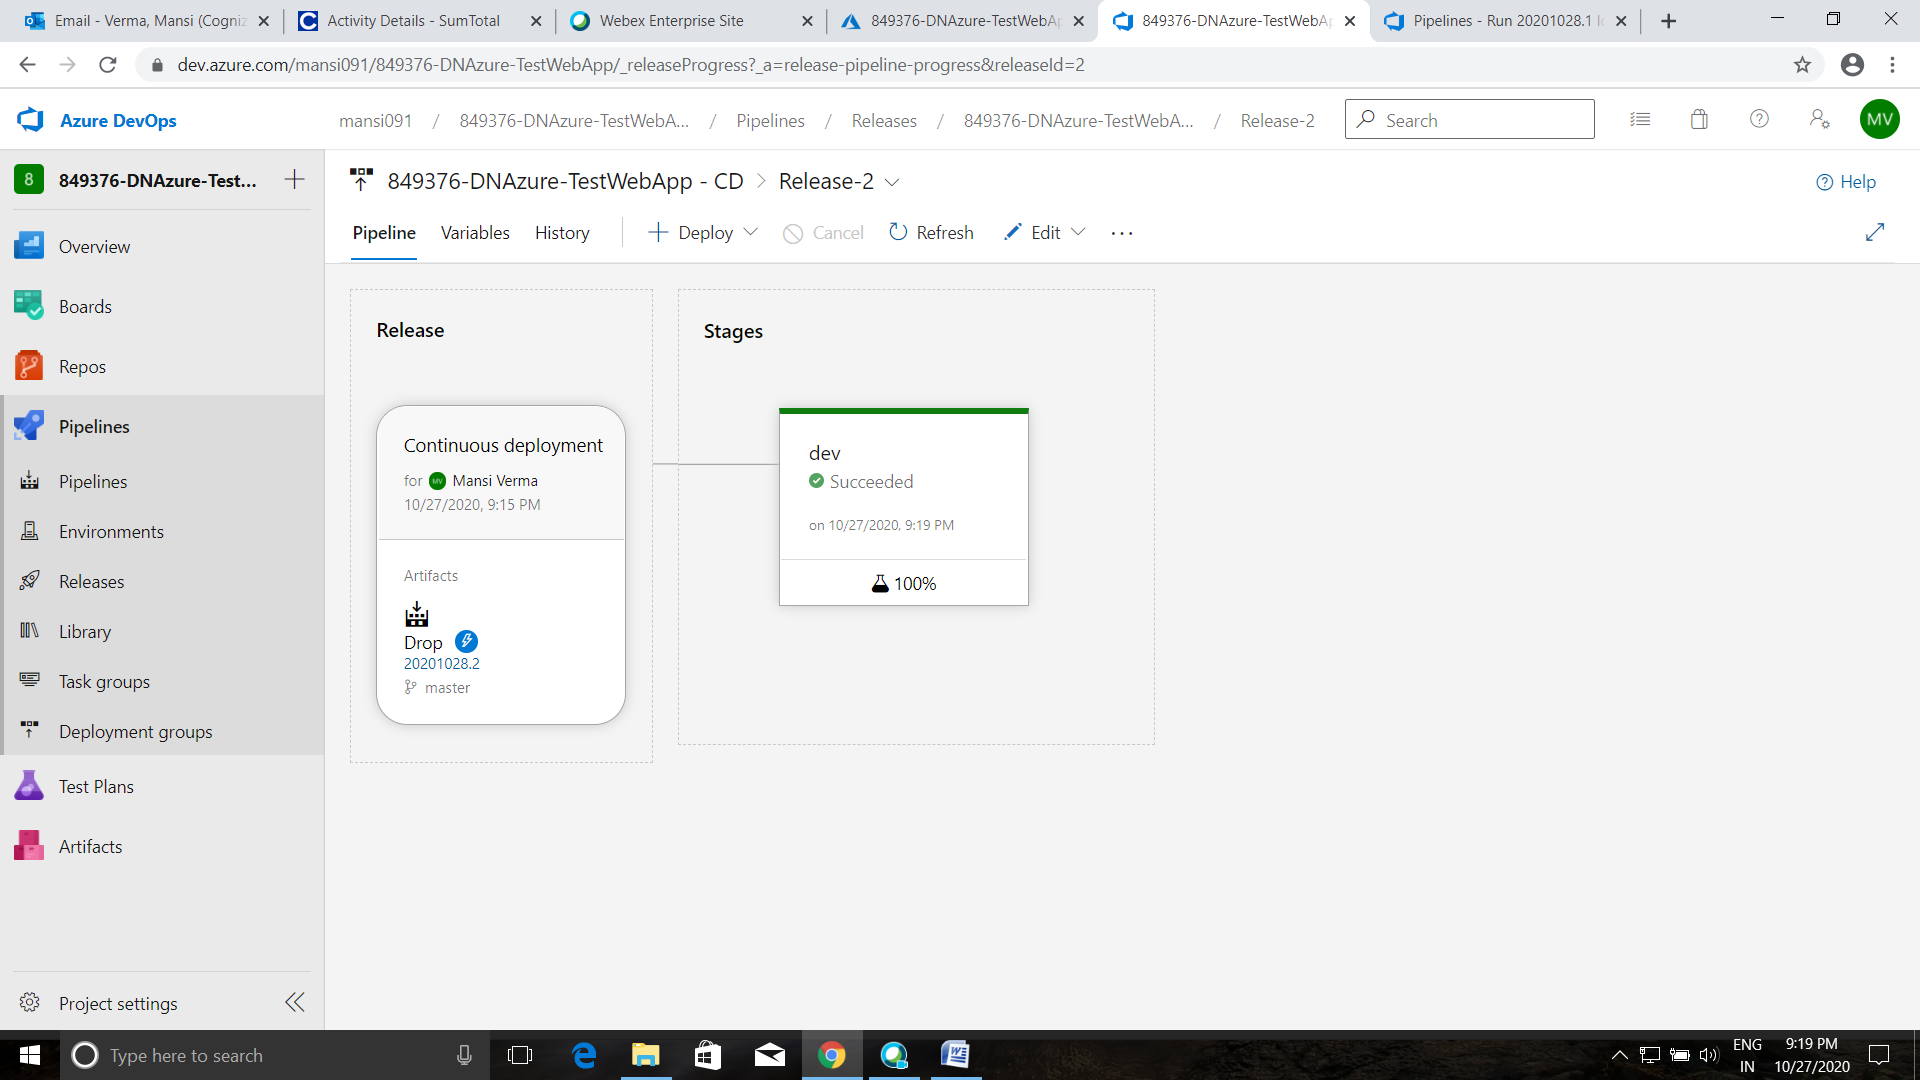 Email - Verma, Mansi (Cogniz
Activity Details - SumTotal
Webex Enterprise Site
849376-DNAzure-TestWebAp
849376-DNAzure-TestWebAp
Pipelines - Run 20201028.1 lo
dev.azure.com/mansi091/849376-DNAzure-TestWebApp/_releaseProgress?_a=release-pipeline-progress&releaseId=2
Azure DevOps
mansi091 / 849376-DNAzure-TestWebA... / Pipelines / Releases / 849376-DNAzure-TestWebA... / Release-2
Search
MV
8 849376-DNAzure-Test...
849376-DNAzure-TestWebApp - CD > Release-2
Help
Pipeline Variables History Deploy Cancel Refresh Edit ...
Overview
Boards
Repos
Pipelines
Pipelines
Environments
Releases
Library
Task groups
Deployment groups
Test Plans
Artifacts
Project settings
Release
Continuous deployment
for MV Mansi Verma
10/27/2020, 9:15 PM
Artifacts
Drop
20201028.2
master
Stages
dev
Succeeded
on 10/27/2020, 9:19 PM
100%
Type here to search
ENG
IN
9:19 PM
10/27/2020